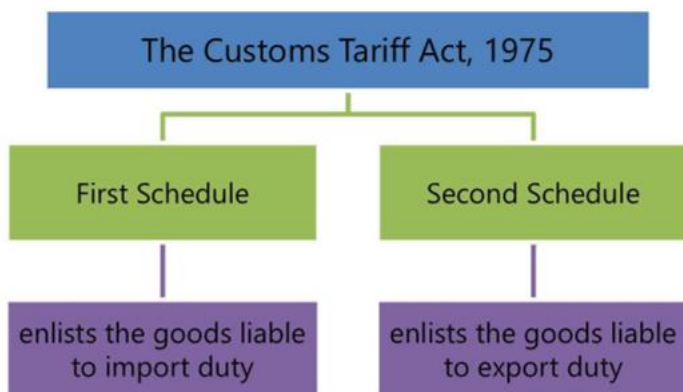 The Customs Tariff Act, 1975
First Schedule
Second Schedule
enlists the goods liable
to import duty
enlists the goods liable
to export duty